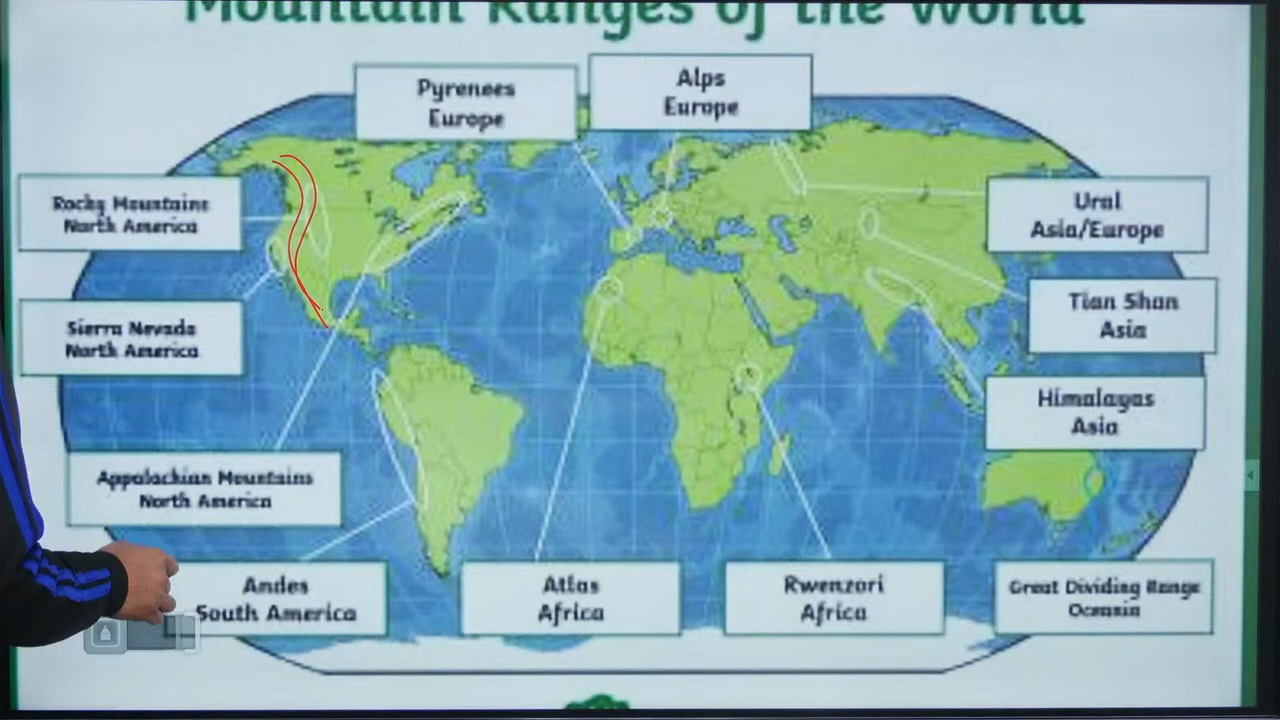 Mountain Ranges of the World
Pyrenees
Europe
Alps
Europe
Rocky Mountains
North America
Ural
Asia/Europe
Tian Shan
Asia
Sierra Nevada
North America
Himalayas
Asia
Appalachian Mountains
North America
Andes
South America
Atlas
Africa
Rwenzori
Africa
Great Dividing Range
Oceania